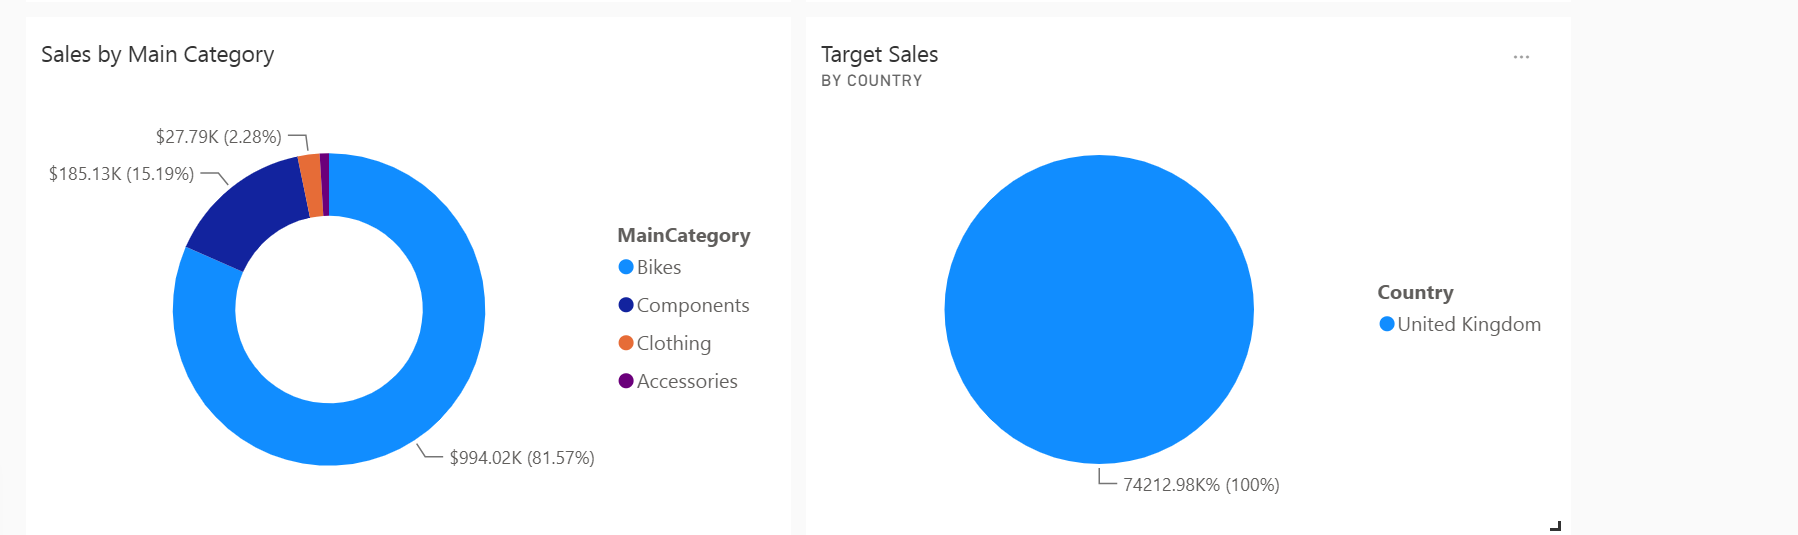 Sales by Main Category
$27.79K (2.28%)
$185.13K (15.19%)
$994.02K (81.57%)
MainCategory
Bikes
Components
Clothing
Accessories
Target Sales
BY COUNTRY
74212.98K% (100%)
Country
United Kingdom